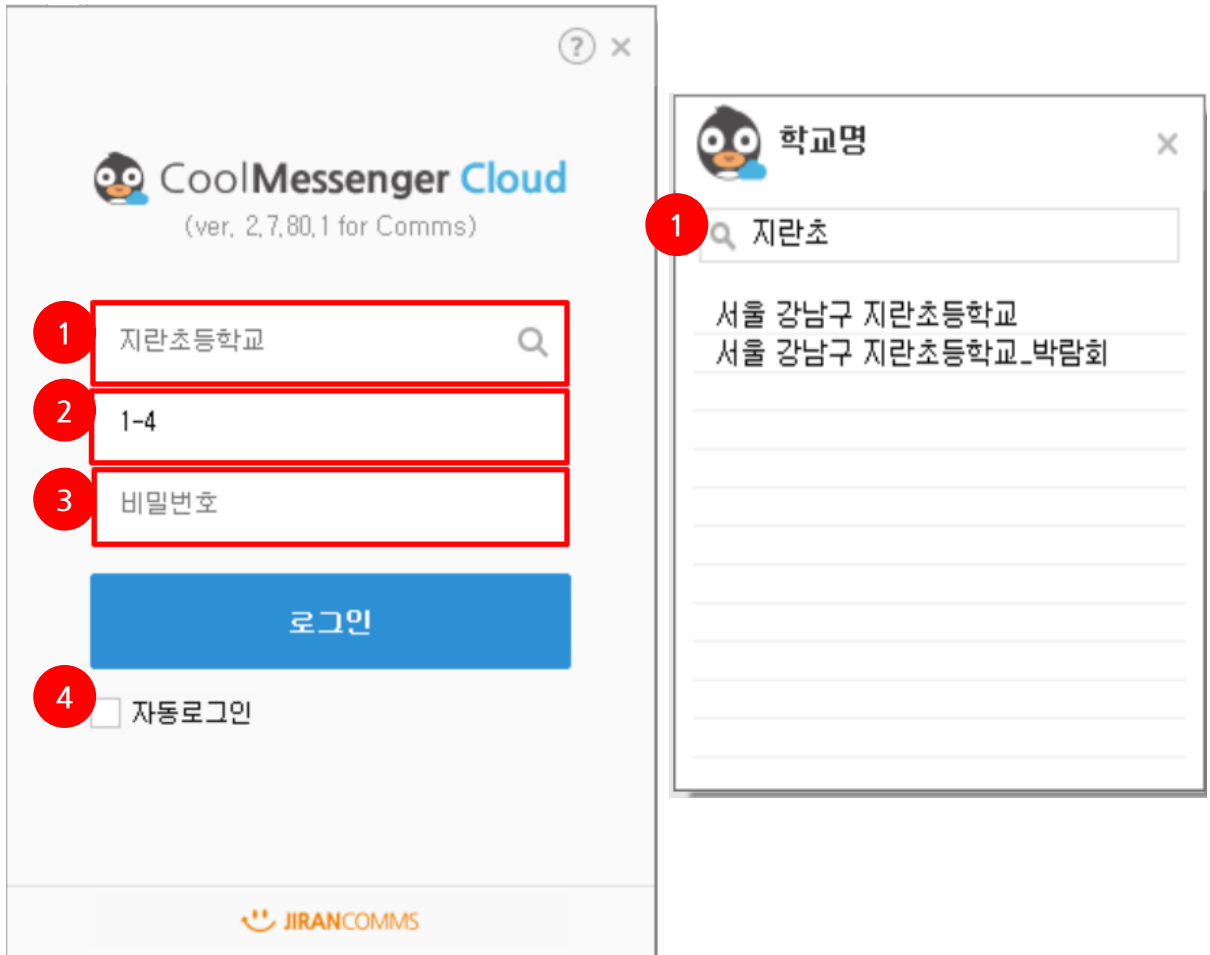 CoolMessenger Cloud
(ver, 2,7,80,1 for Comms)
1
지란초등학교
2
1-4
3
비밀번호
로그인
4
자동로그인
JIRANCOMMS
학교명
1
지란초
서울 강남구 지란초등학교
서울 강남구 지란초등학교_박람회